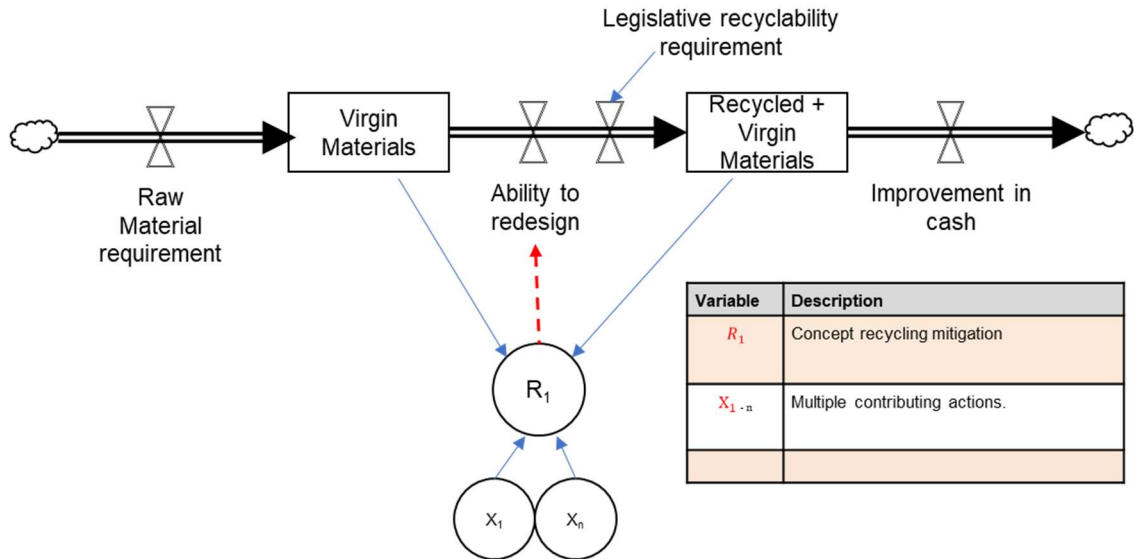 Legislative recyclability
requirement
Virgin
Materials
Recycled +
Virgin
Materials
Raw
Material
requirement
Ability to
redesign
Improvement in
cash
R1
X1
Xn
Variable Description
R1 Concept recycling mitigation
X1 - n Multiple contributing actions.